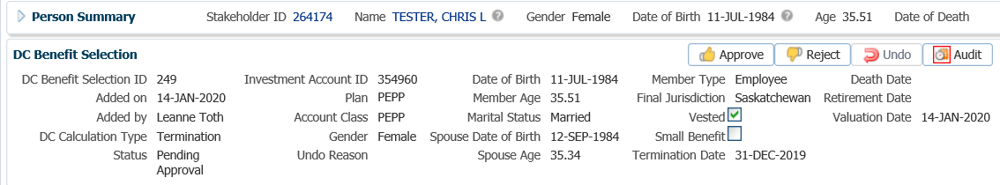 Person Summary Stakeholder ID 264174 Name TESTER, CHRIS L ? Gender Female Date of Birth 11-JUL-1984 ? Age 35.51 Date of Death
DC Benefit Selection Approve Reject Undo Audit
DC Benefit Selection ID 249 Investment Account ID 354960 Date of Birth 11-JUL-1984 Member Type Employee Death Date
Added on 14-JAN-2020 Plan PEPP Member Age 35.51 Final Jurisdiction Saskatchewan Retirement Date
Added by Leanne Toth Account Class PEPP Marital Status Married Vested Valuation Date 14-JAN-2020
DC Calculation Type Termination Gender Female Spouse Date of Birth 12-SEP-1984 Small Benefit
Status Pending Undo Reason Spouse Age 35.34 Termination Date 31-DEC-2019
Approval